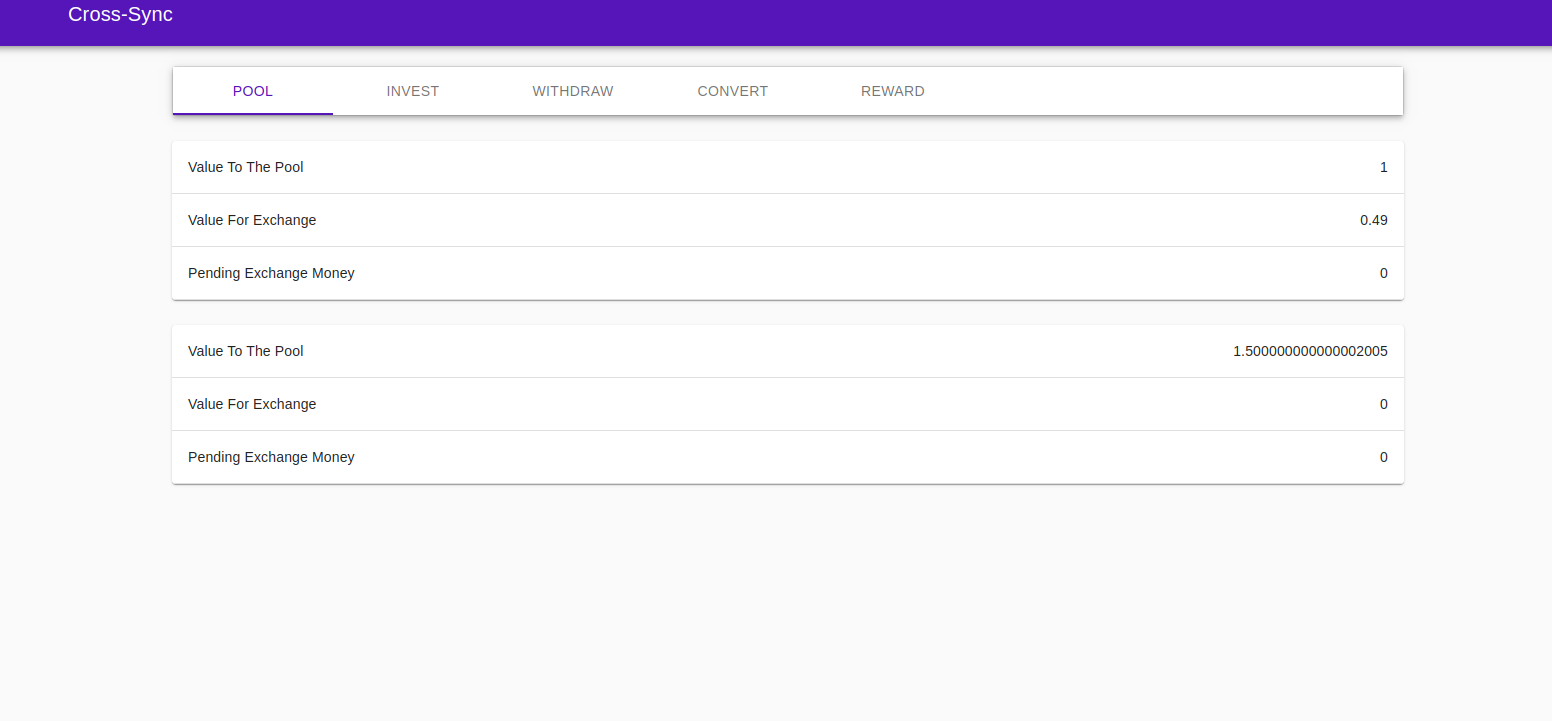 Cross-Sync
POOL INVEST WITHDRAW CONVERT REWARD
Value To The Pool 1
Value For Exchange 0.49
Pending Exchange Money 0
Value To The Pool 1.500000000000002005
Value For Exchange 0
Pending Exchange Money 0